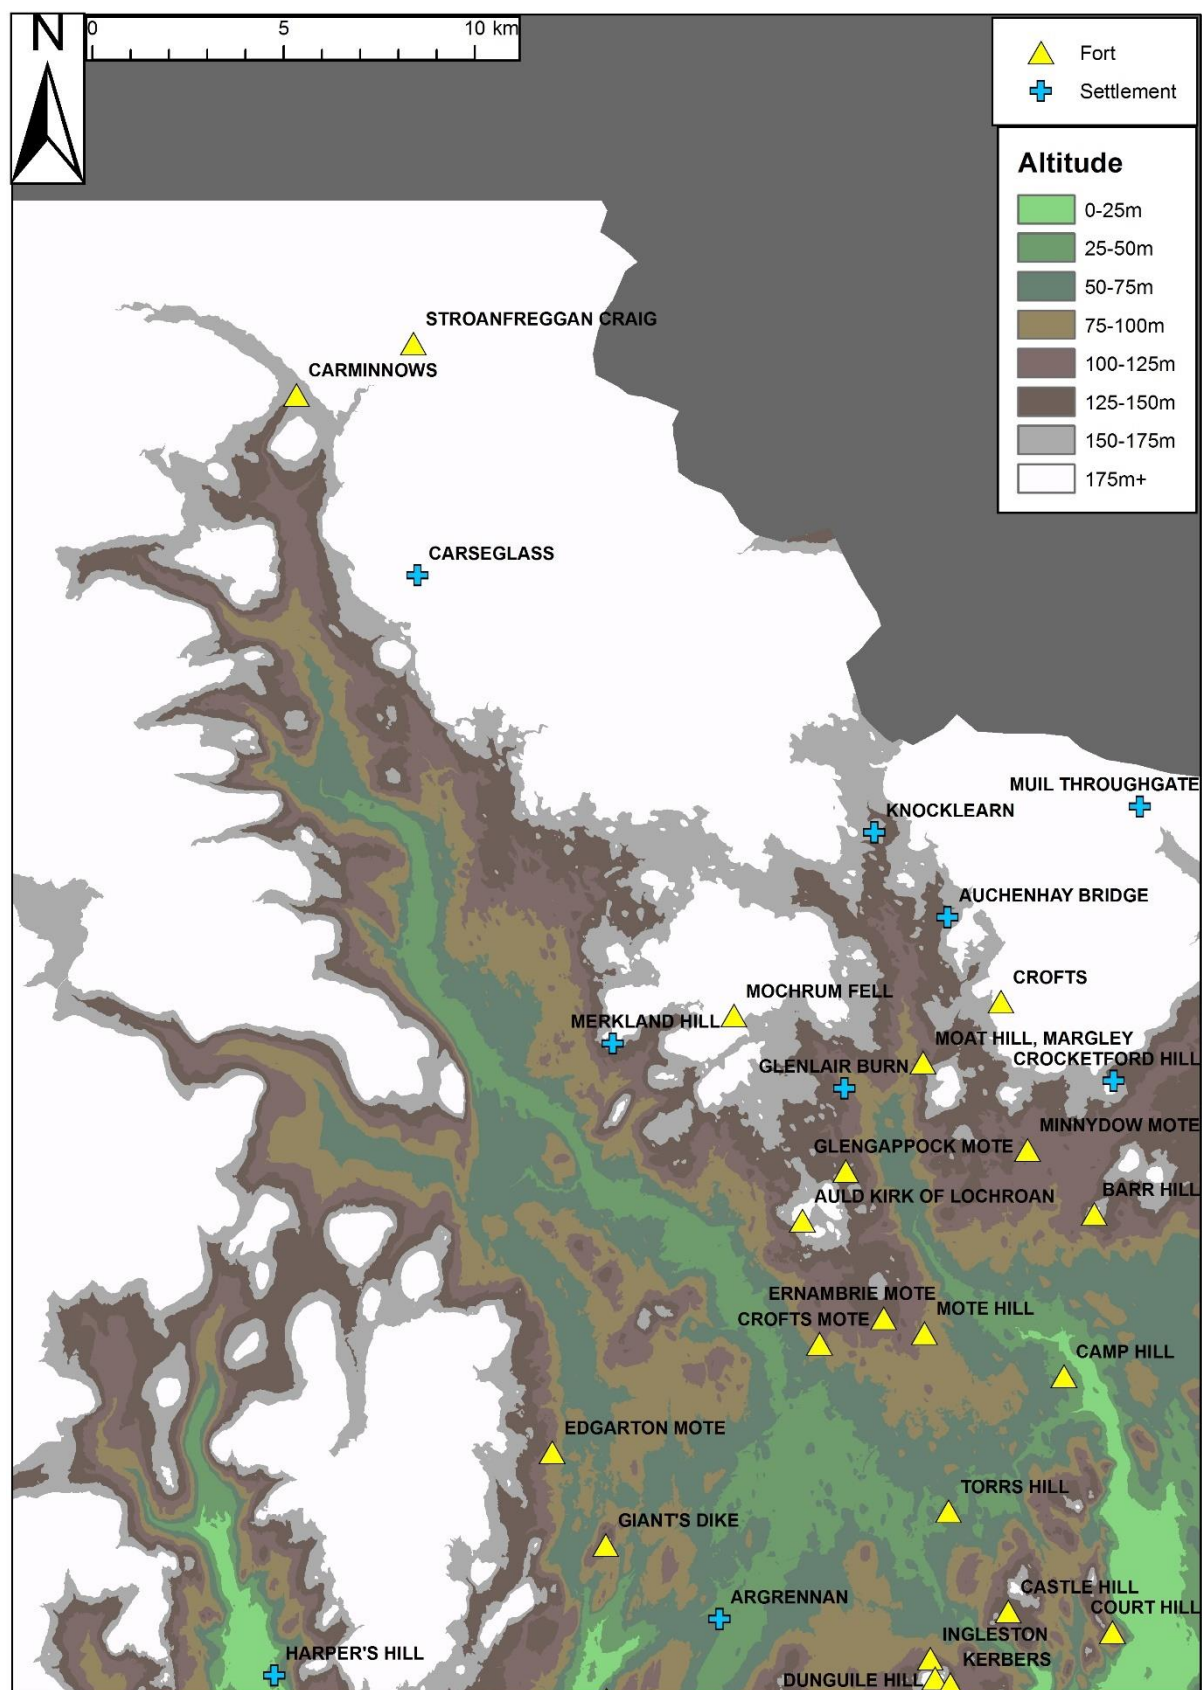 N
0 5 10 km
Fort
Settlement
Altitude
0-25m
25-50m
50-75m
75-100m
100-125m
125-150m
150-175m
175m+
STROANFREGGAN CRAIG
CARMINNOWS
CARSEGLASS
MUIL THROUGHGATE
KNOCKLEARN
AUCHENHAY BRIDGE
CROFTS
MOCHRUM FELL
MERKLAND HILL
MOAT HILL, MARGLEY
CROCKETFORD HILL
GLENLAIR BURN
MINNYDOW MOTE
GLENGAPPOCK MOTE
BARR HILL
AULD KIRK OF LOCHROAN
ERNAMBRIE MOTE
MOTE HILL
CROFTS MOTE
CAMP HILL
EDGARTON MOTE
TORRS HILL
GIANT'S DIKE
CASTLE HILL
ARGRENNAN
COURT HILL
INGLESTON
HARPER'S HILL
KERBERS
DUNGUILE HILL